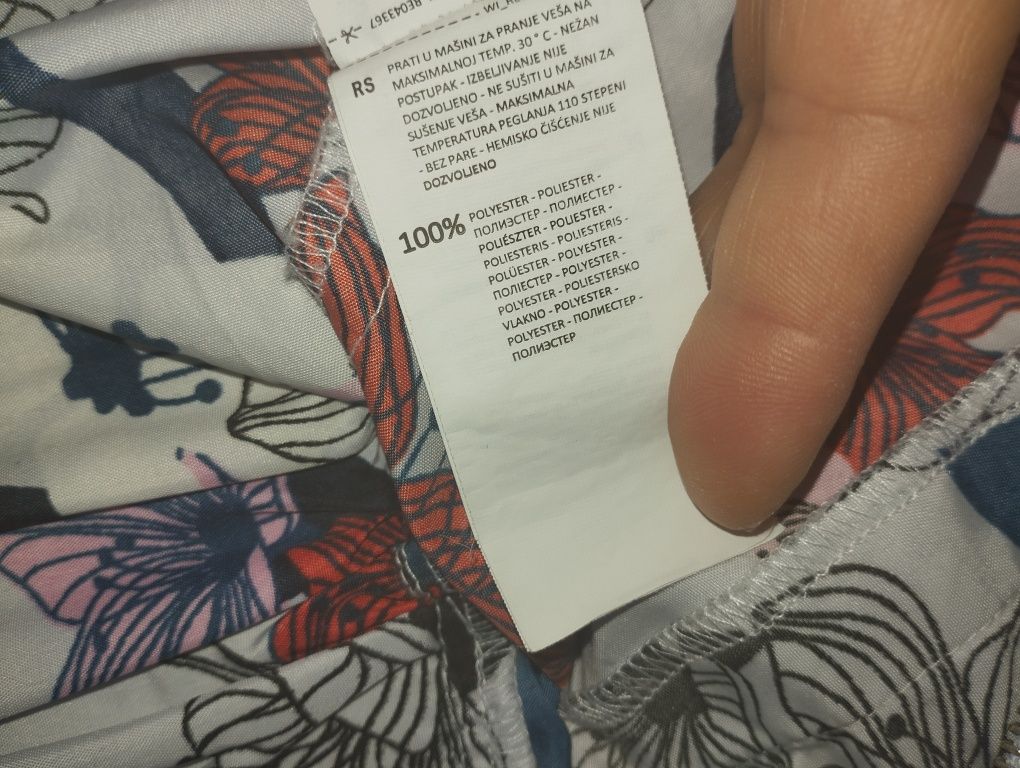 RE043367
RS
PRATI U MAŠINI ZA PRANJE VEŠA NA
MAKSIMALNOJ TEMP. 30° C - NEŽAN
POSTUPAK - IZBELJIVANJE NIJE
DOZVOLJENO - NE SUŠITI U MAŠINI ZA
SUŠENJE VEŠA - MAKSIMALNA
TEMPERATURA PEGLANJA 110 STEPENI
- BEZ PARE - HEMISKO ČIŠĆENJE NIJE
DOZVOLJENO
100%
POLYESTER - POLIESTER -
ПОЛИЭСТЕР - ПОЛИЕСТЕР -
POLIÉSZTER - POLIESTER -
POLIESTERIS - POLIESTERIS -
POLÜESTER - POLYESTER -
ПОЛІЕСТЕР - POLYESTER -
POLYESTER - POLIESTERSKO
VLAKNO - POLYESTER -
POLYESTER - ПОЛИЕСТЕР -
ПОЛИЭСТЕР